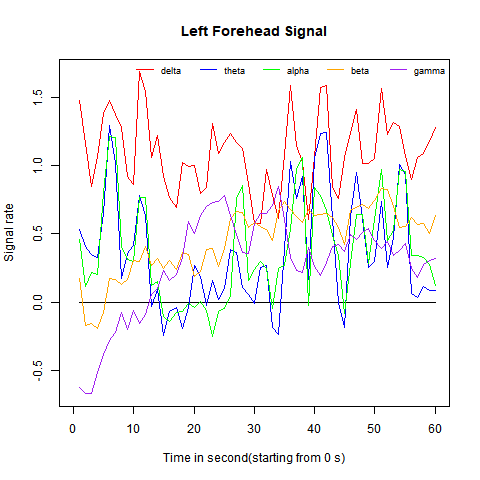 Left Forehead Signal
delta theta alpha beta gamma
Signal rate
1.5
1.0
0.5
0.0
-0.5
0 10 20 30 40 50 60
Time in second(starting from 0 s)